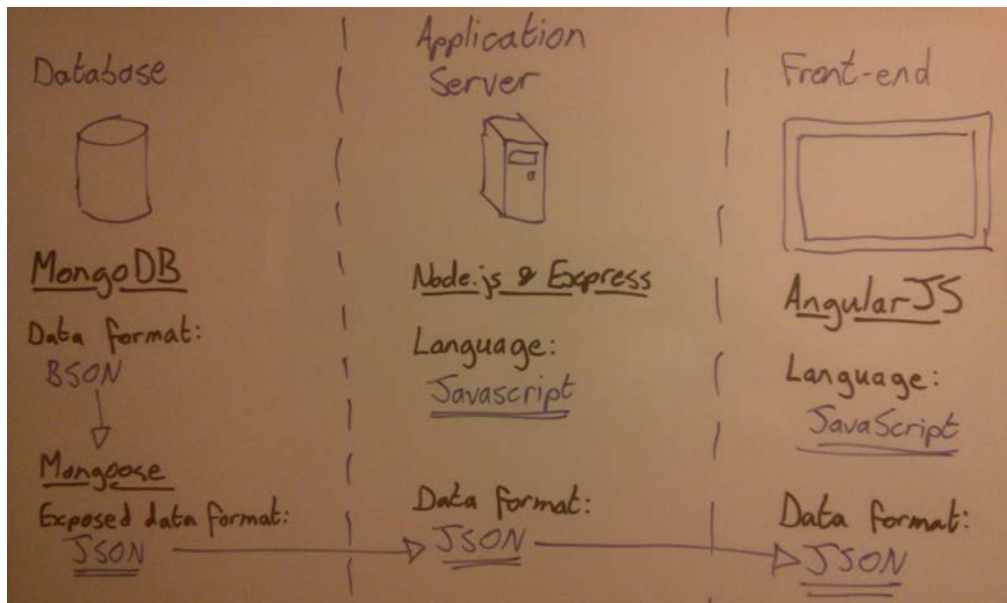 Database
MongoDB
Data format:
BSON
Mongoose
Exposed data format:
JSON
Application
Server
Node.js & Express
Language:
Javascript
Data format:
JSON
Front-end
AngularJS
Language:
JavaScript
Data format:
JSON